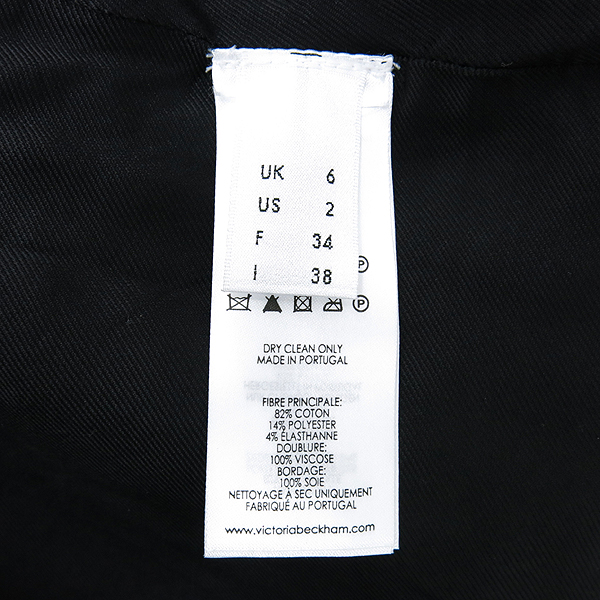 UK 6
US 2
F 34
I 38
P
P
DRY CLEAN ONLY
MADE IN PORTUGAL
FIBRE PRINCIPALE:
82% COTON
14% POLYESTER
4% ÉLASTHANNE
DOUBLURE:
100% VISCOSE
BORDAGE:
100% SOIE
NETTOYAGE À SEC UNIQUEMENT
FABRIQUÉ AU PORTUGAL
www.victoriabeckham.com